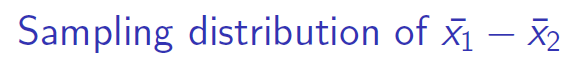 Sampling distribution of x̄₁ − x̄₂